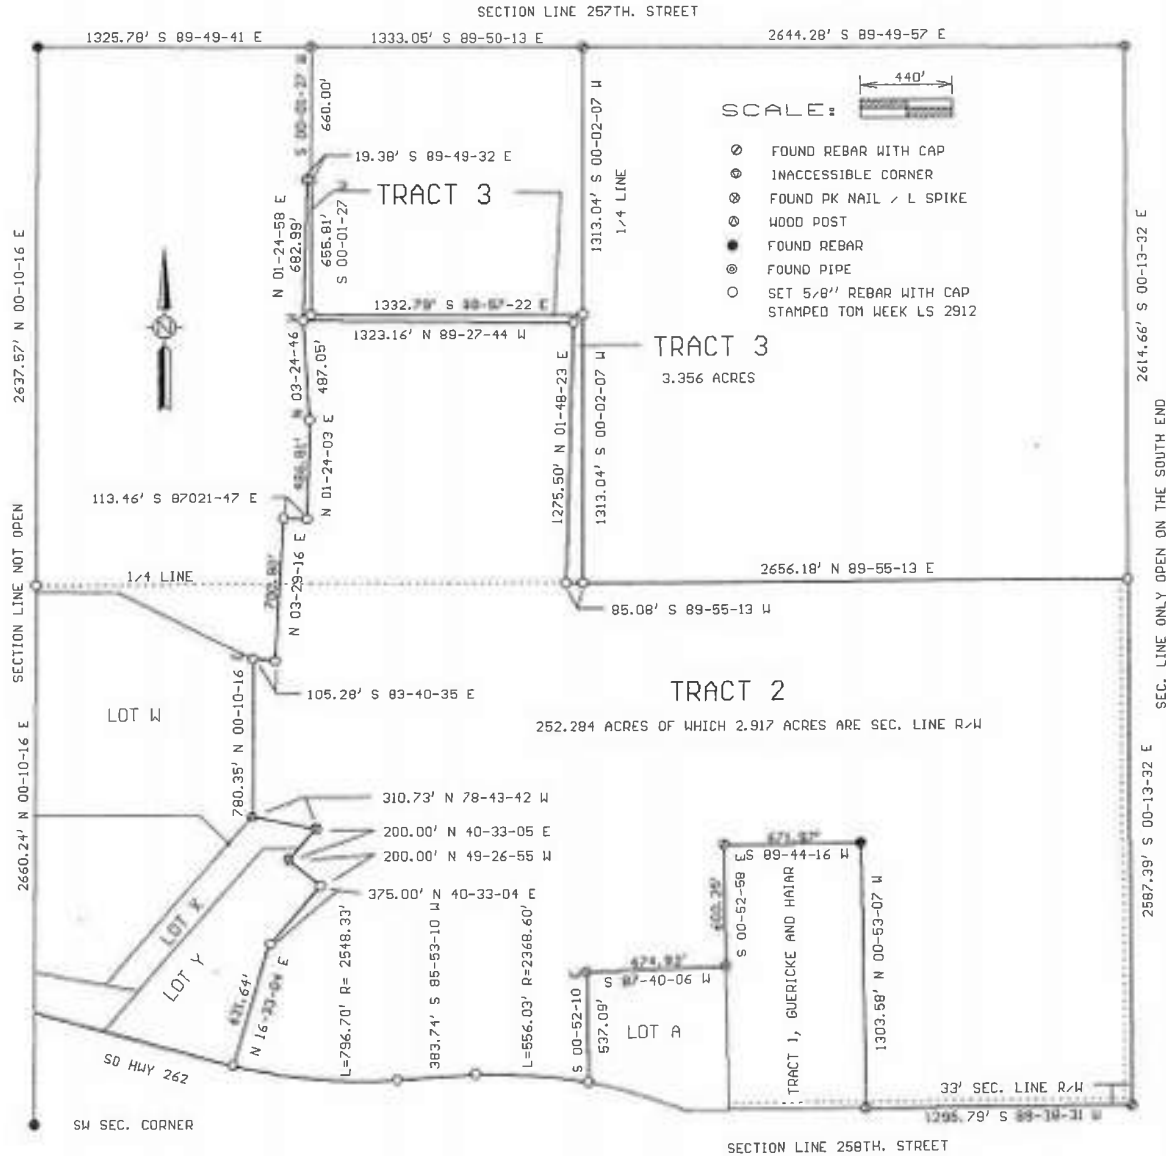 SECTION LINE 257TH. STREET
1325.78' S 89-49-41 E
1333.05' S 89-50-13 E
2644.28' S 89-49-57 E
440'
SCALE:
FOUND REBAR WITH CAP
INACCESSIBLE CORNER
FOUND PK NAIL / L SPIKE
WOOD POST
FOUND REBAR
FOUND PIPE
SET 5/8" REBAR WITH CAP
STAMPED TOM WEEK LS 2912
S 00-01-27 W
660.00'
19.38' S 89-49-32 E
TRACT 3
1313.04' S 00-02-07 W
1/4 LINE
N 01-24-58 E
682.99'
655.81'
S 00-01-27
2637.57' N 00-10-16 E
2614.66' S 00-13-32 E
1332.79' S
1323.16' N 89-27-44 W
TRACT 3
3.356 ACRES
N 03-24-46
487.05'
N 01-24-03 E
1275.50' N 01-48-23 E
1313.04' S 00-02-07 W
113.46' S 87021-47 E
SECTION LINE NOT OPEN
SEC. LINE ONLY OPEN ON THE SOUTH END
1/4 LINE
N 03-29-16 E
2656.18' N 89-55-13 E
85.08' S 89-55-13 W
105.28' S 83-40-35 E
LOT W
780.35' N 00-10-16 E
TRACT 2
252.284 ACRES OF WHICH 2.917 ACRES ARE SEC. LINE R/W
2660.24' N 00-10-16 E
310.73' N 78-43-42 W
200.00' N 40-33-05 E
200.00' N 49-26-55 W
375.00' N 40-33-04 E
LOT X
LOT Y
S 89-44-16 W
S 00-52-58 E
TRACT 1, GUERICKE AND HAIAR
1303.58' N 00-53-07 W
2587.39' S 00-13-32 E
S 87-40-06 W
LOT A
S 00-52-10
537.09'
N 16-33-04 E
L=796.70' R= 2548.33'
383.74' S 85-53-10 W
L=556.03' R=2368.60'
SD HWY 262
33' SEC. LINE R/W
1295.79' S
SW SEC. CORNER
SECTION LINE 258TH. STREET